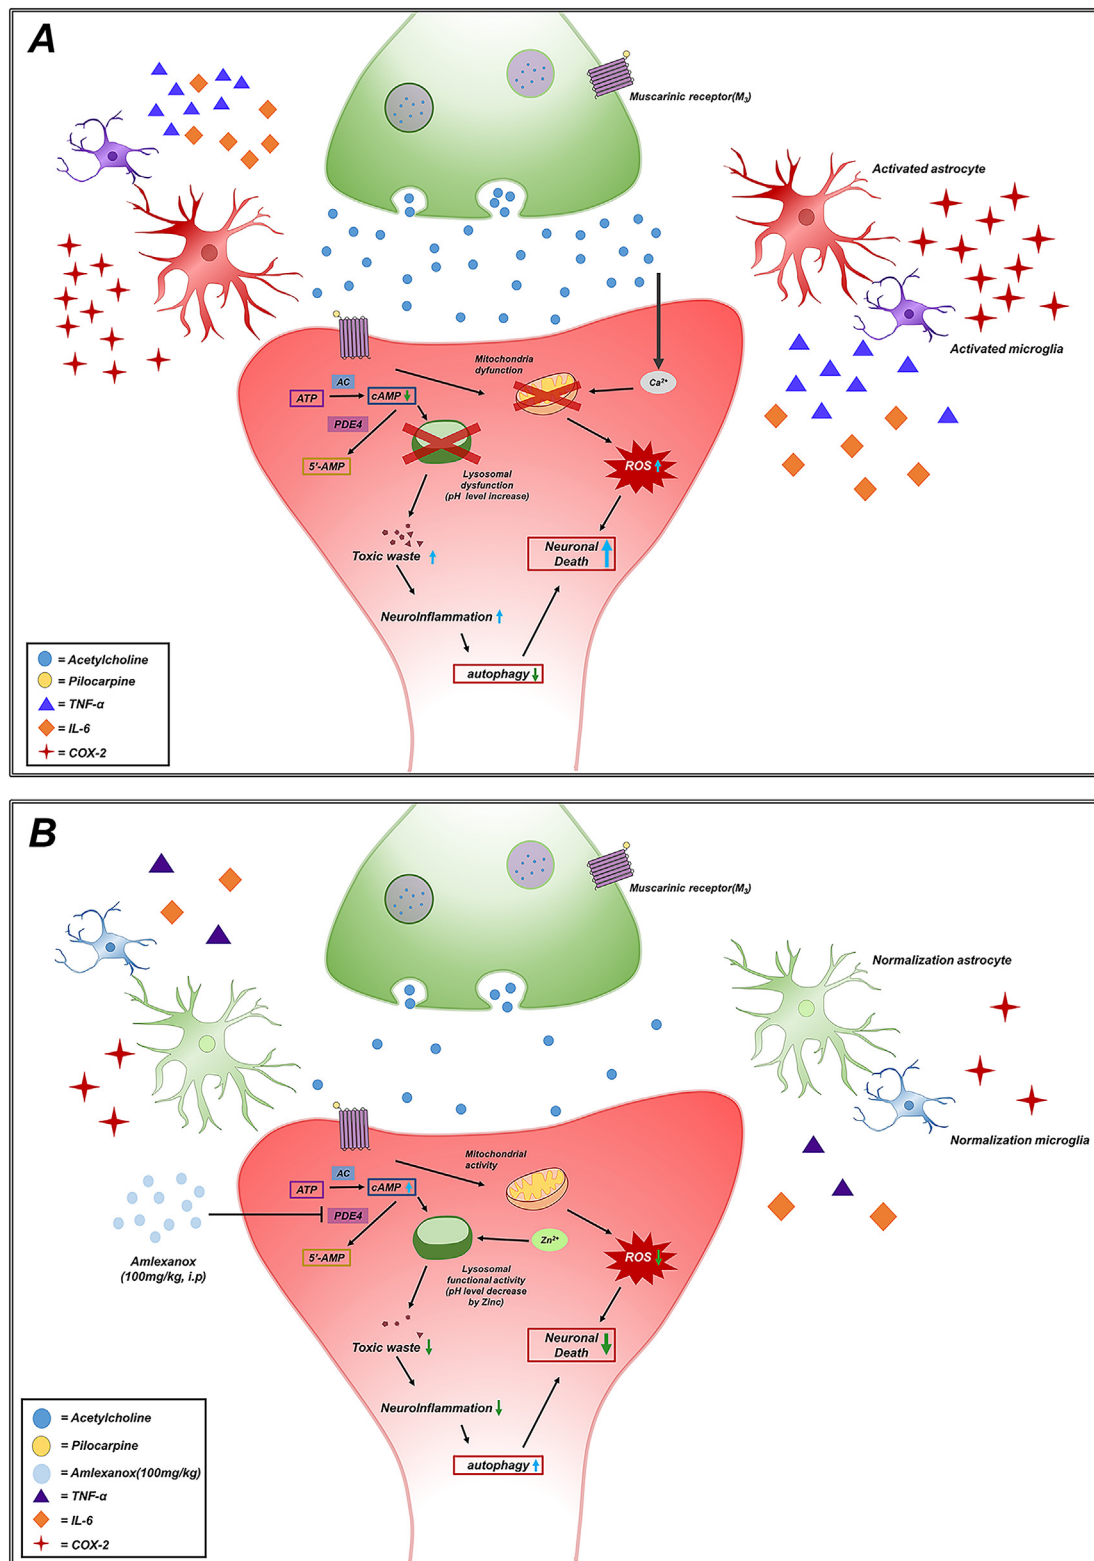 A
Muscarinic receptor(M3)
Activated astrocyte
Activated microglia
Mitochondria
dyfunction
Ca2+
AC
ATP
cAMP
PDE4
5'-AMP
Lysosomal
dysfunction
(pH level increase)
ROS
Toxic waste
Neuronal
Death
NeuroInflammation
autophagy
= Acetylcholine
= Pilocarpine
= TNF-α
= IL-6
= COX-2
B
Muscarinic receptor(M3)
Normalization astrocyte
Normalization microglia
Mitochondrial
activity
AC
ATP
cAMP
PDE4
5'-AMP
Amlexanox
(100mg/kg, i.p)
Zn2+
Lysosomal
functional activity
(pH level decrease
by Zinc)
ROS
Toxic waste
Neuronal
Death
NeuroInflammation
autophagy
= Acetylcholine
= Pilocarpine
= Amlexanox(100mg/kg)
= TNF-α
= IL-6
= COX-2